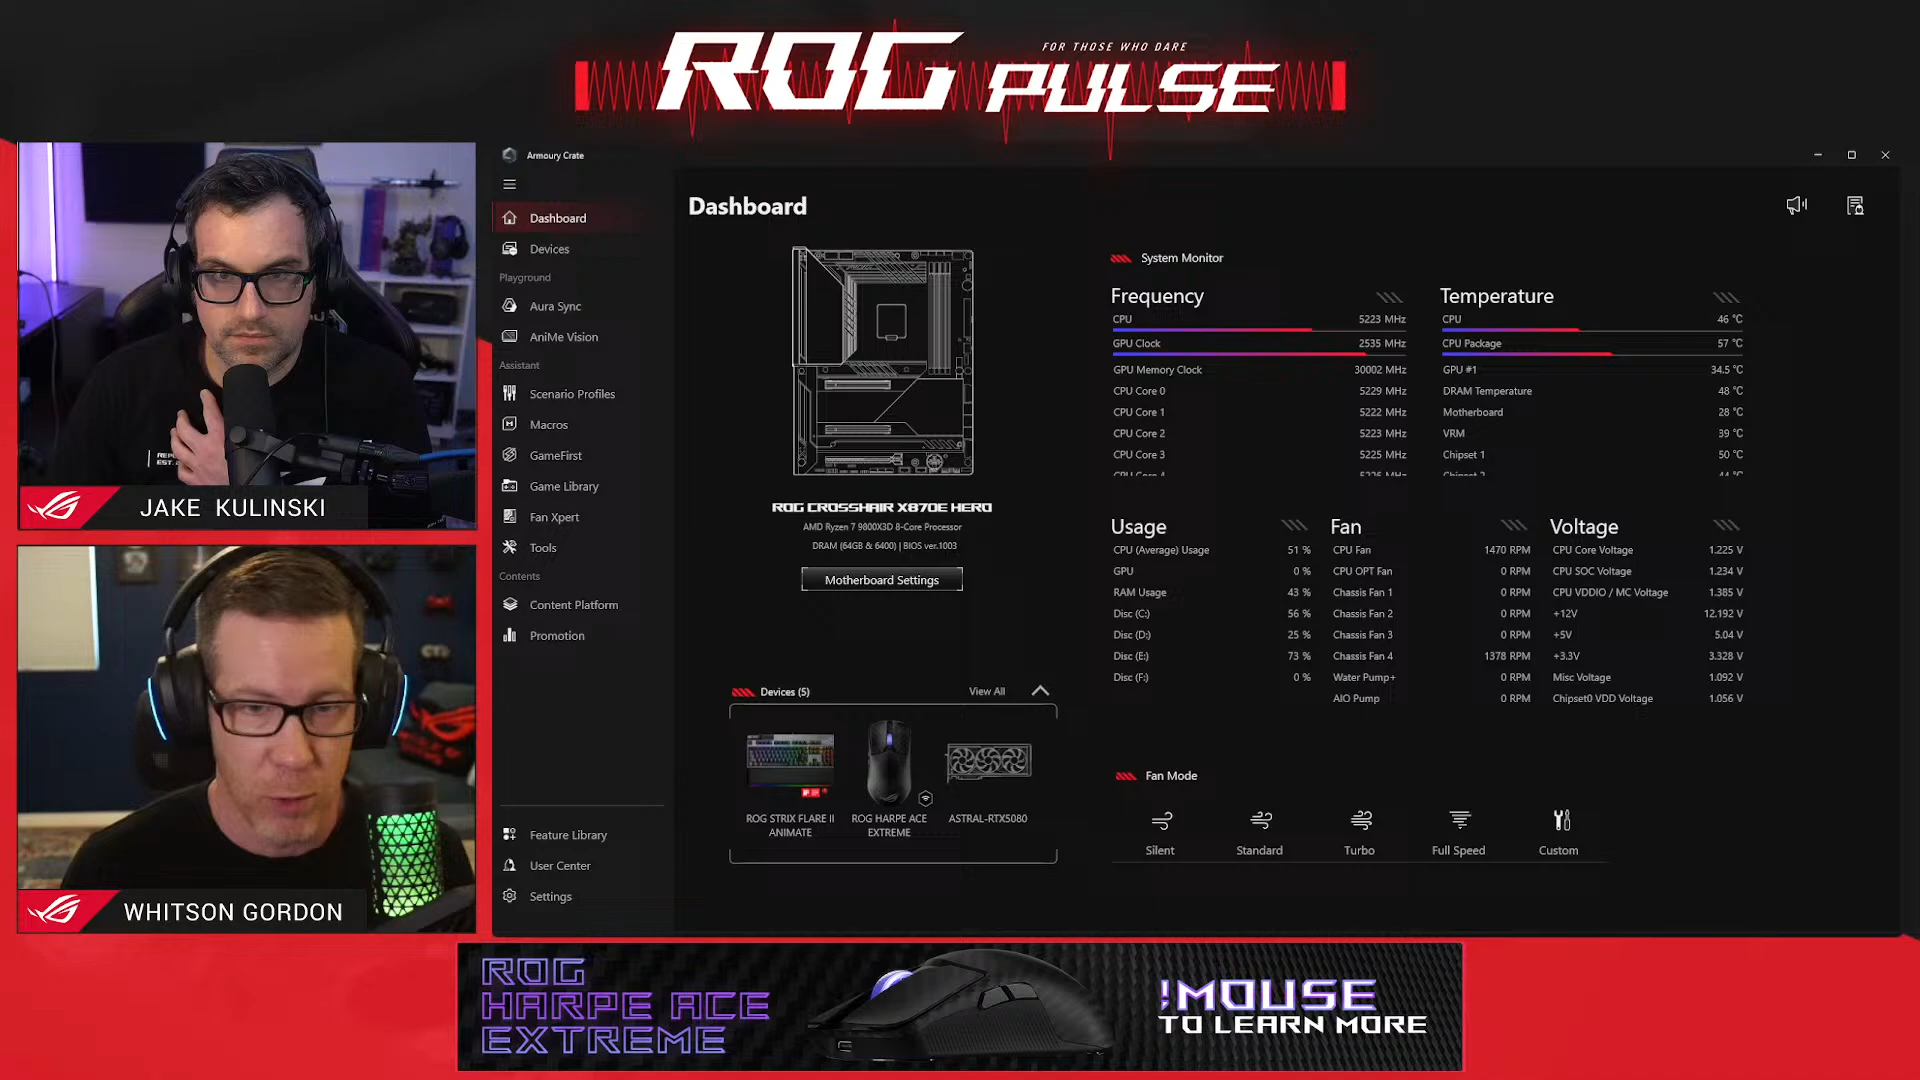 ROG PULSE
FOR THOSE WHO DARE
JAKE KULINSKI
WHITSON GORDON
Armoury Crate
Dashboard
Devices
Playground
Aura Sync
AniMe Vision
Assistant
Scenario Profiles
Macros
GameFirst
Game Library
Fan Xpert
Tools
Contents
Content Platform
Promotion
Feature Library
User Center
Settings
Dashboard
ROG CROSSHAIR X870E HERO
AMD Ryzen 7 9800X3D 8-Core Processor
DRAM (64GB & 6400) | BIOS ver.1003
Motherboard Settings
Devices (5)
View All
ROG STRIX FLARE II ANIMATE
ROG HARPE ACE EXTREME
ASTRAL-RTX5080
System Monitor
Frequency
CPU 5223 MHz
GPU Clock 2535 MHz
GPU Memory Clock 30002 MHz
CPU Core 0 5229 MHz
CPU Core 1 5222 MHz
CPU Core 2 5223 MHz
CPU Core 3 5225 MHz
Temperature
CPU 46 °C
CPU Package 57 °C
GPU #1 34.5 °C
DRAM Temperature 48 °C
Motherboard 28 °C
VRM 39 °C
Chipset 1 50 °C
Usage
CPU (Average) Usage 51 %
GPU 0 %
RAM Usage 43 %
Disc (C:) 56 %
Disc (D:) 25 %
Disc (E:) 73 %
Disc (F:) 0 %
Fan
CPU Fan 1470 RPM
CPU OPT Fan 0 RPM
Chassis Fan 1 0 RPM
Chassis Fan 2 0 RPM
Chassis Fan 3 0 RPM
Chassis Fan 4 1378 RPM
Water Pump+ 0 RPM
AIO Pump 0 RPM
Voltage
CPU Core Voltage 1.225 V
CPU SOC Voltage 1.234 V
CPU VDDIO / MC Voltage 1.385 V
+12V 12.192 V
+5V 5.04 V
+3.3V 3.328 V
Misc Voltage 1.092 V
Chipset0 VDD Voltage 1.056 V
Fan Mode
Silent
Standard
Turbo
Full Speed
Custom
ROG
HARPE ACE
EXTREME
!MOUSE
TO LEARN MORE